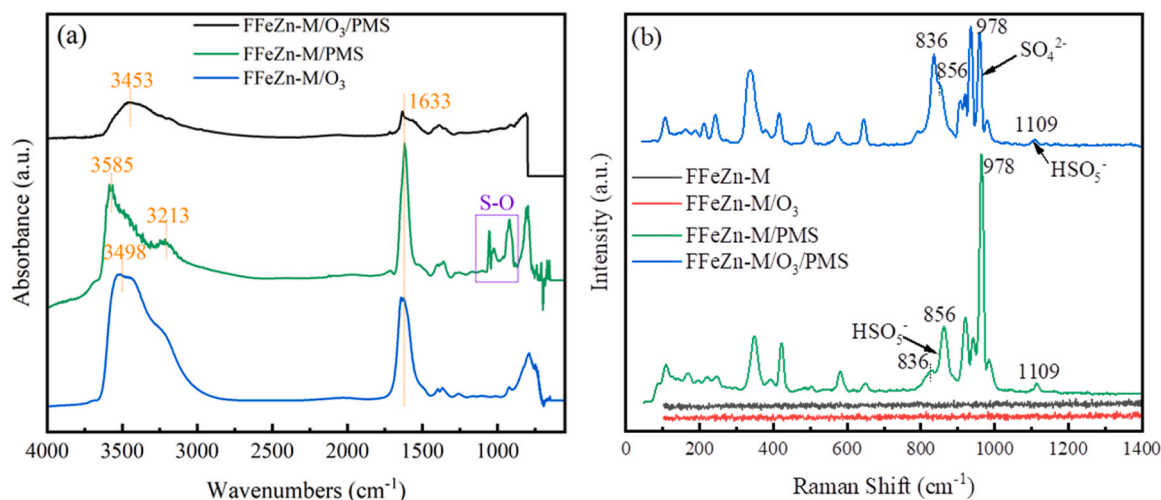 (a)
FFeZn-M/O₃/PMS
FFeZn-M/PMS
FFeZn-M/O₃
3453
1633
3585
3213
3498
S-O
Absorbance (a.u.)
4000 3500 3000 2500 2000 1500 1000
Wavenumbers (cm⁻¹)
(b)
836
856
978
SO₄²⁻
1109
HSO₅⁻
FFeZn-M
FFeZn-M/O₃
FFeZn-M/PMS
FFeZn-M/O₃/PMS
978
HSO₅⁻
856
836
1109
Intensity (a.u.)
0 200 400 600 800 1000 1200 1400
Raman Shift (cm⁻¹)